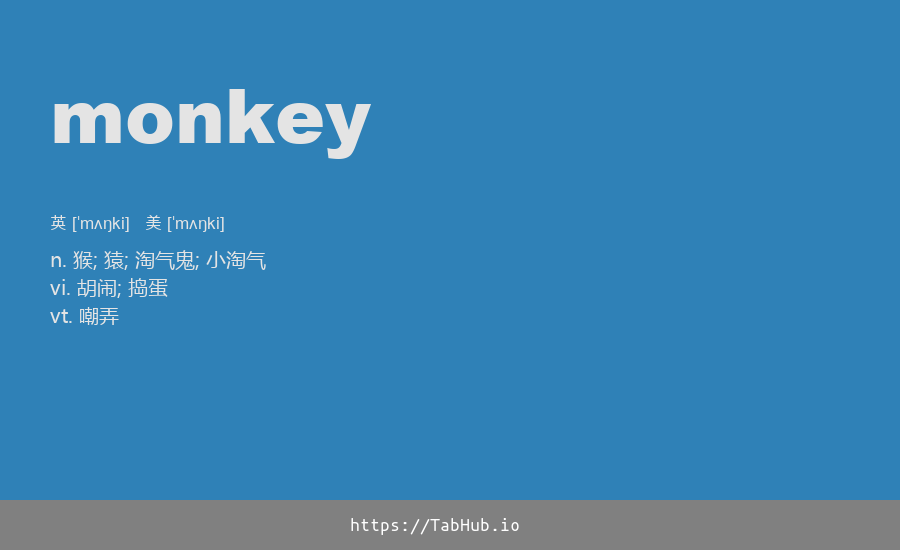 monkey
英 [ˈmʌŋki] 美 [ˈmʌŋki]
n. 猴; 猿; 淘气鬼; 小淘气
vi. 胡闹; 捣蛋
vt. 嘲弄
https://TabHub.io